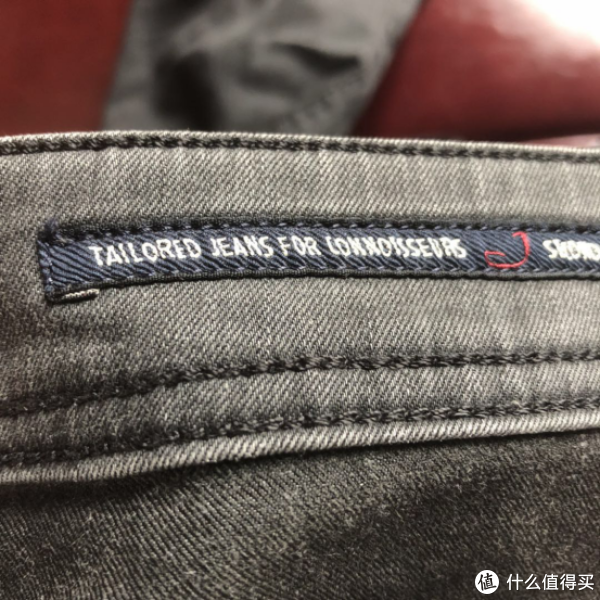 TAILORED JEANS FOR CONNOISSEURS
值 什么值得买